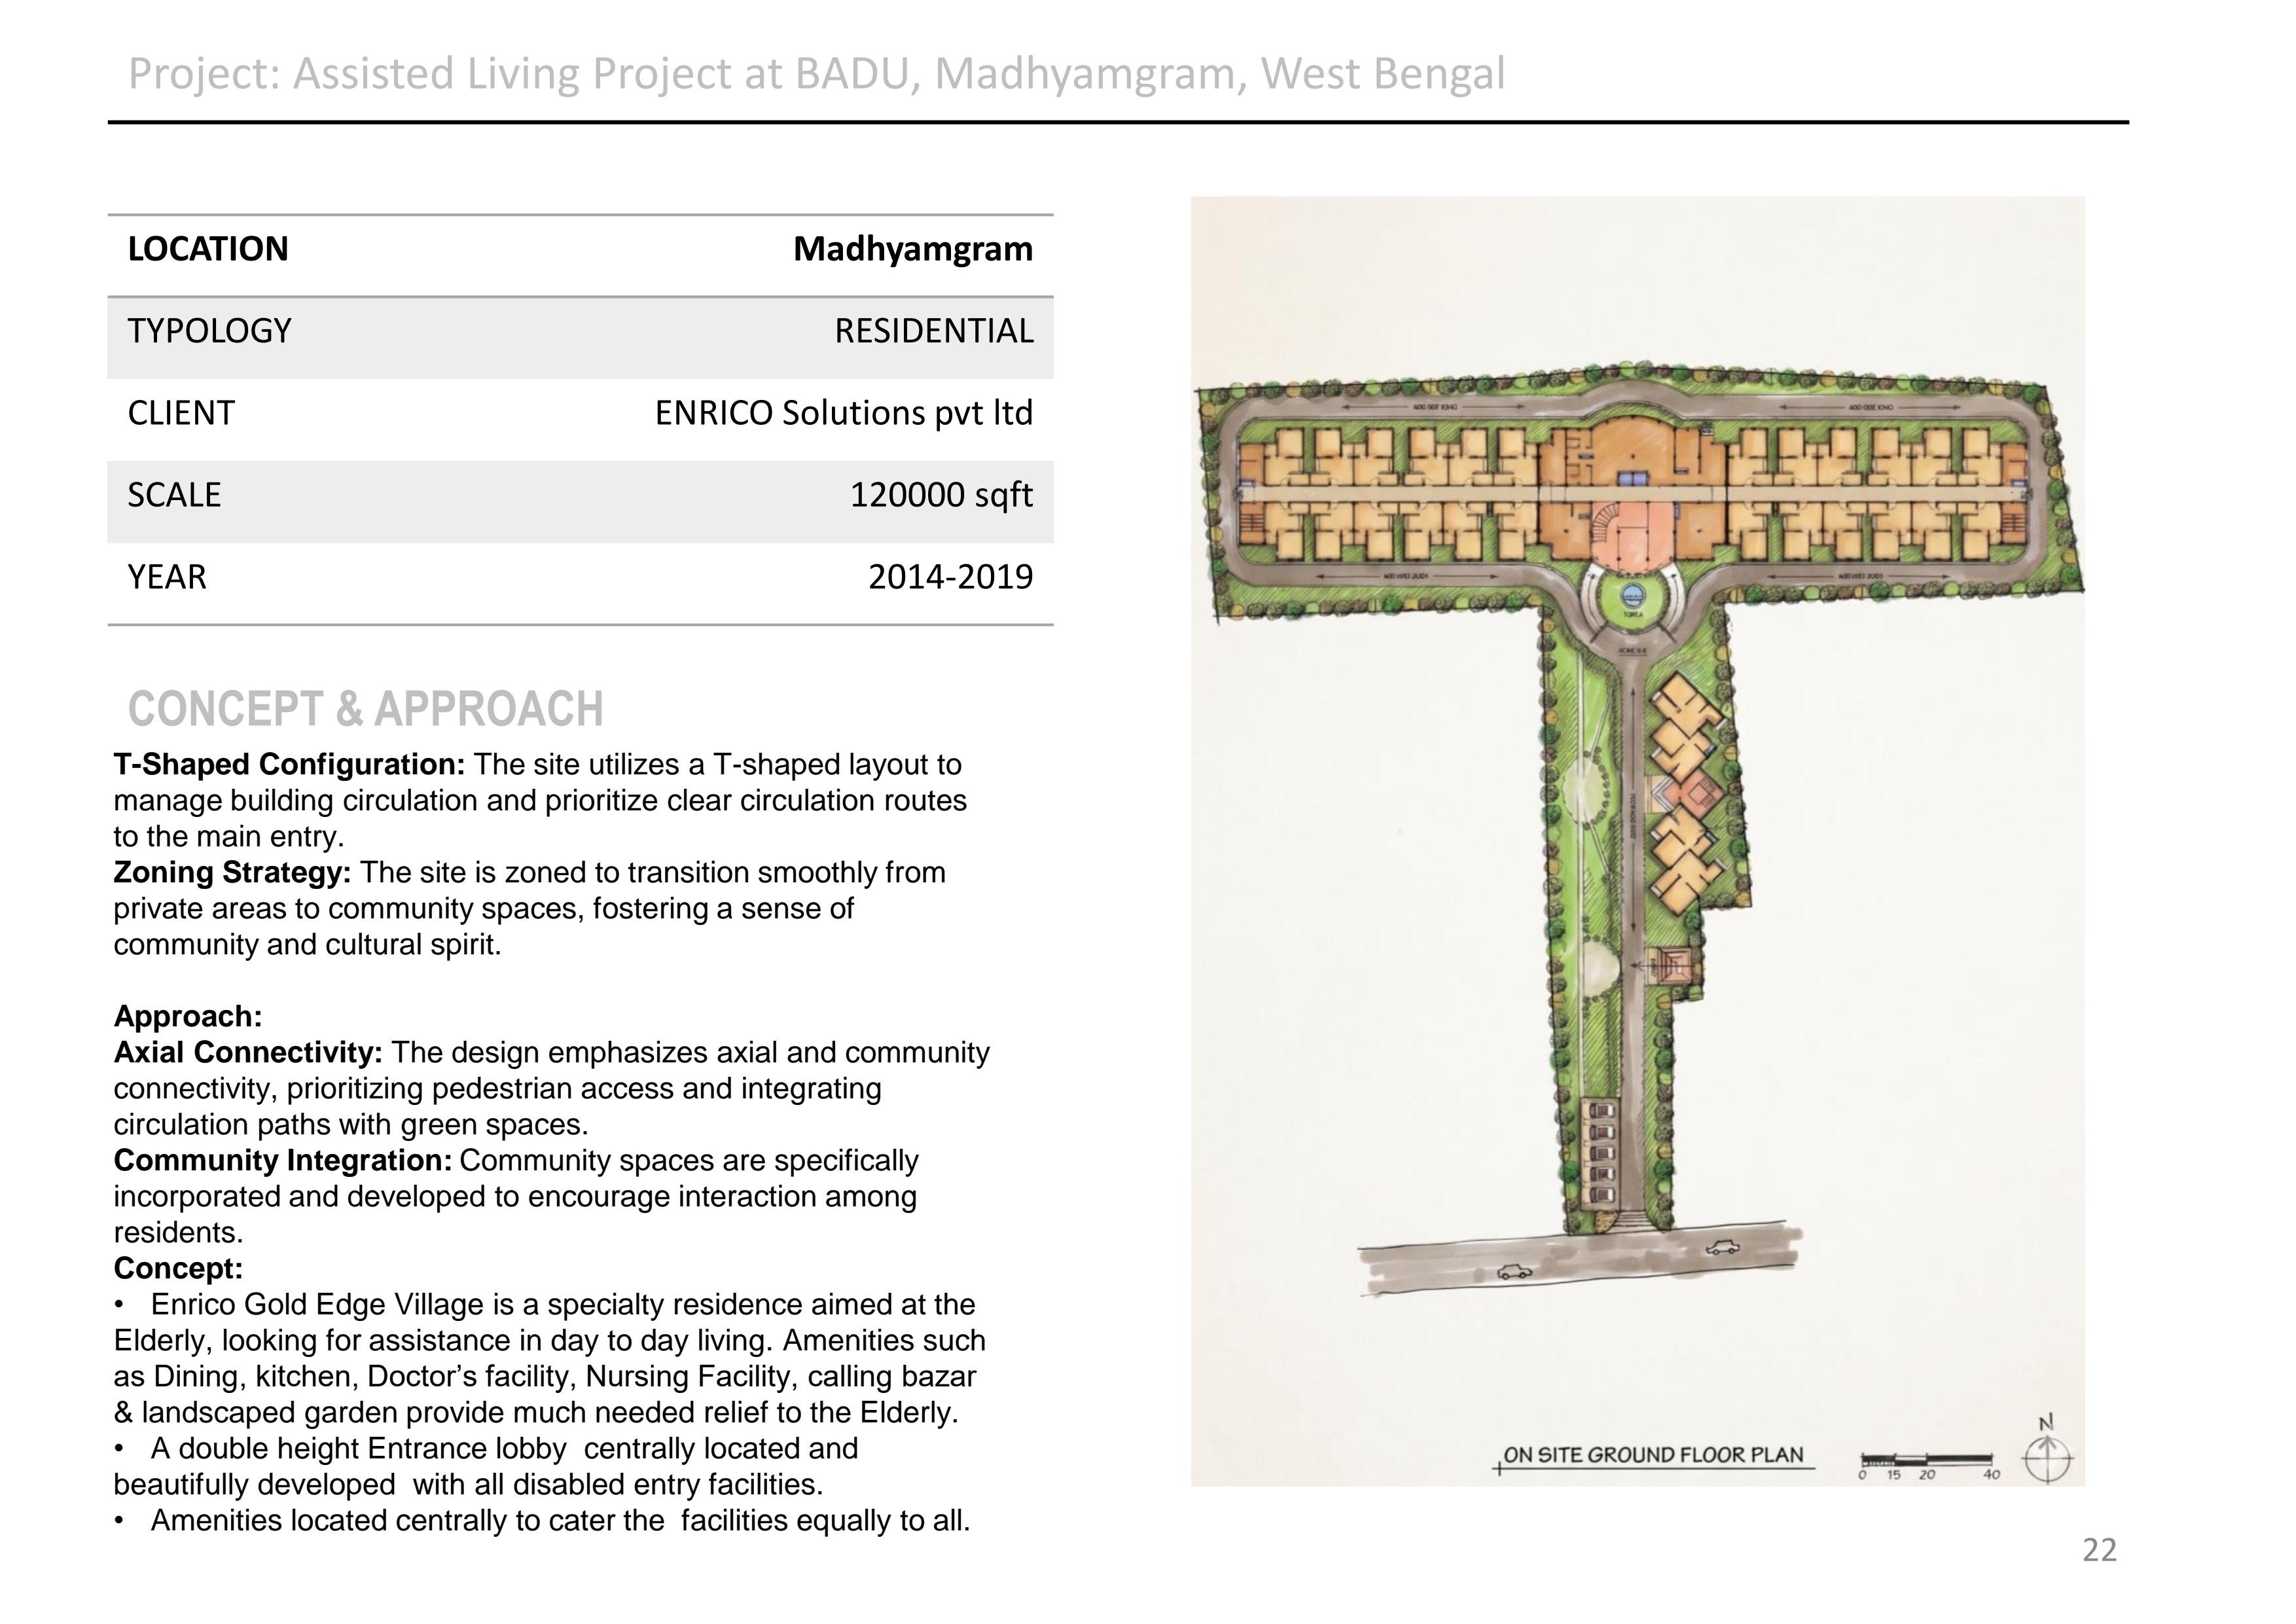 Project: Assisted Living Project at BADU, Madhyamgram, West Bengal
LOCATION Madhyamgram
TYPOLOGY RESIDENTIAL
CLIENT ENRICO Solutions pvt ltd
SCALE 120000 sqft
YEAR 2014-2019
CONCEPT & APPROACH
T-Shaped Configuration: The site utilizes a T-shaped layout to
manage building circulation and prioritize clear circulation routes
to the main entry.
Zoning Strategy: The site is zoned to transition smoothly from
private areas to community spaces, fostering a sense of
community and cultural spirit.
Approach:
Axial Connectivity: The design emphasizes axial and community
connectivity, prioritizing pedestrian access and integrating
circulation paths with green spaces.
Community Integration: Community spaces are specifically
incorporated and developed to encourage interaction among
residents.
Concept:
• Enrico Gold Edge Village is a specialty residence aimed at the
Elderly, looking for assistance in day to day living. Amenities such
as Dining, kitchen, Doctor’s facility, Nursing Facility, calling bazar
& landscaped garden provide much needed relief to the Elderly.
• A double height Entrance lobby  centrally located and
beautifully developed  with all disabled entry facilities.
• Amenities located centrally to cater the  facilities equally to all.
ON SITE GROUND FLOOR PLAN
0 15 20 40
N
22